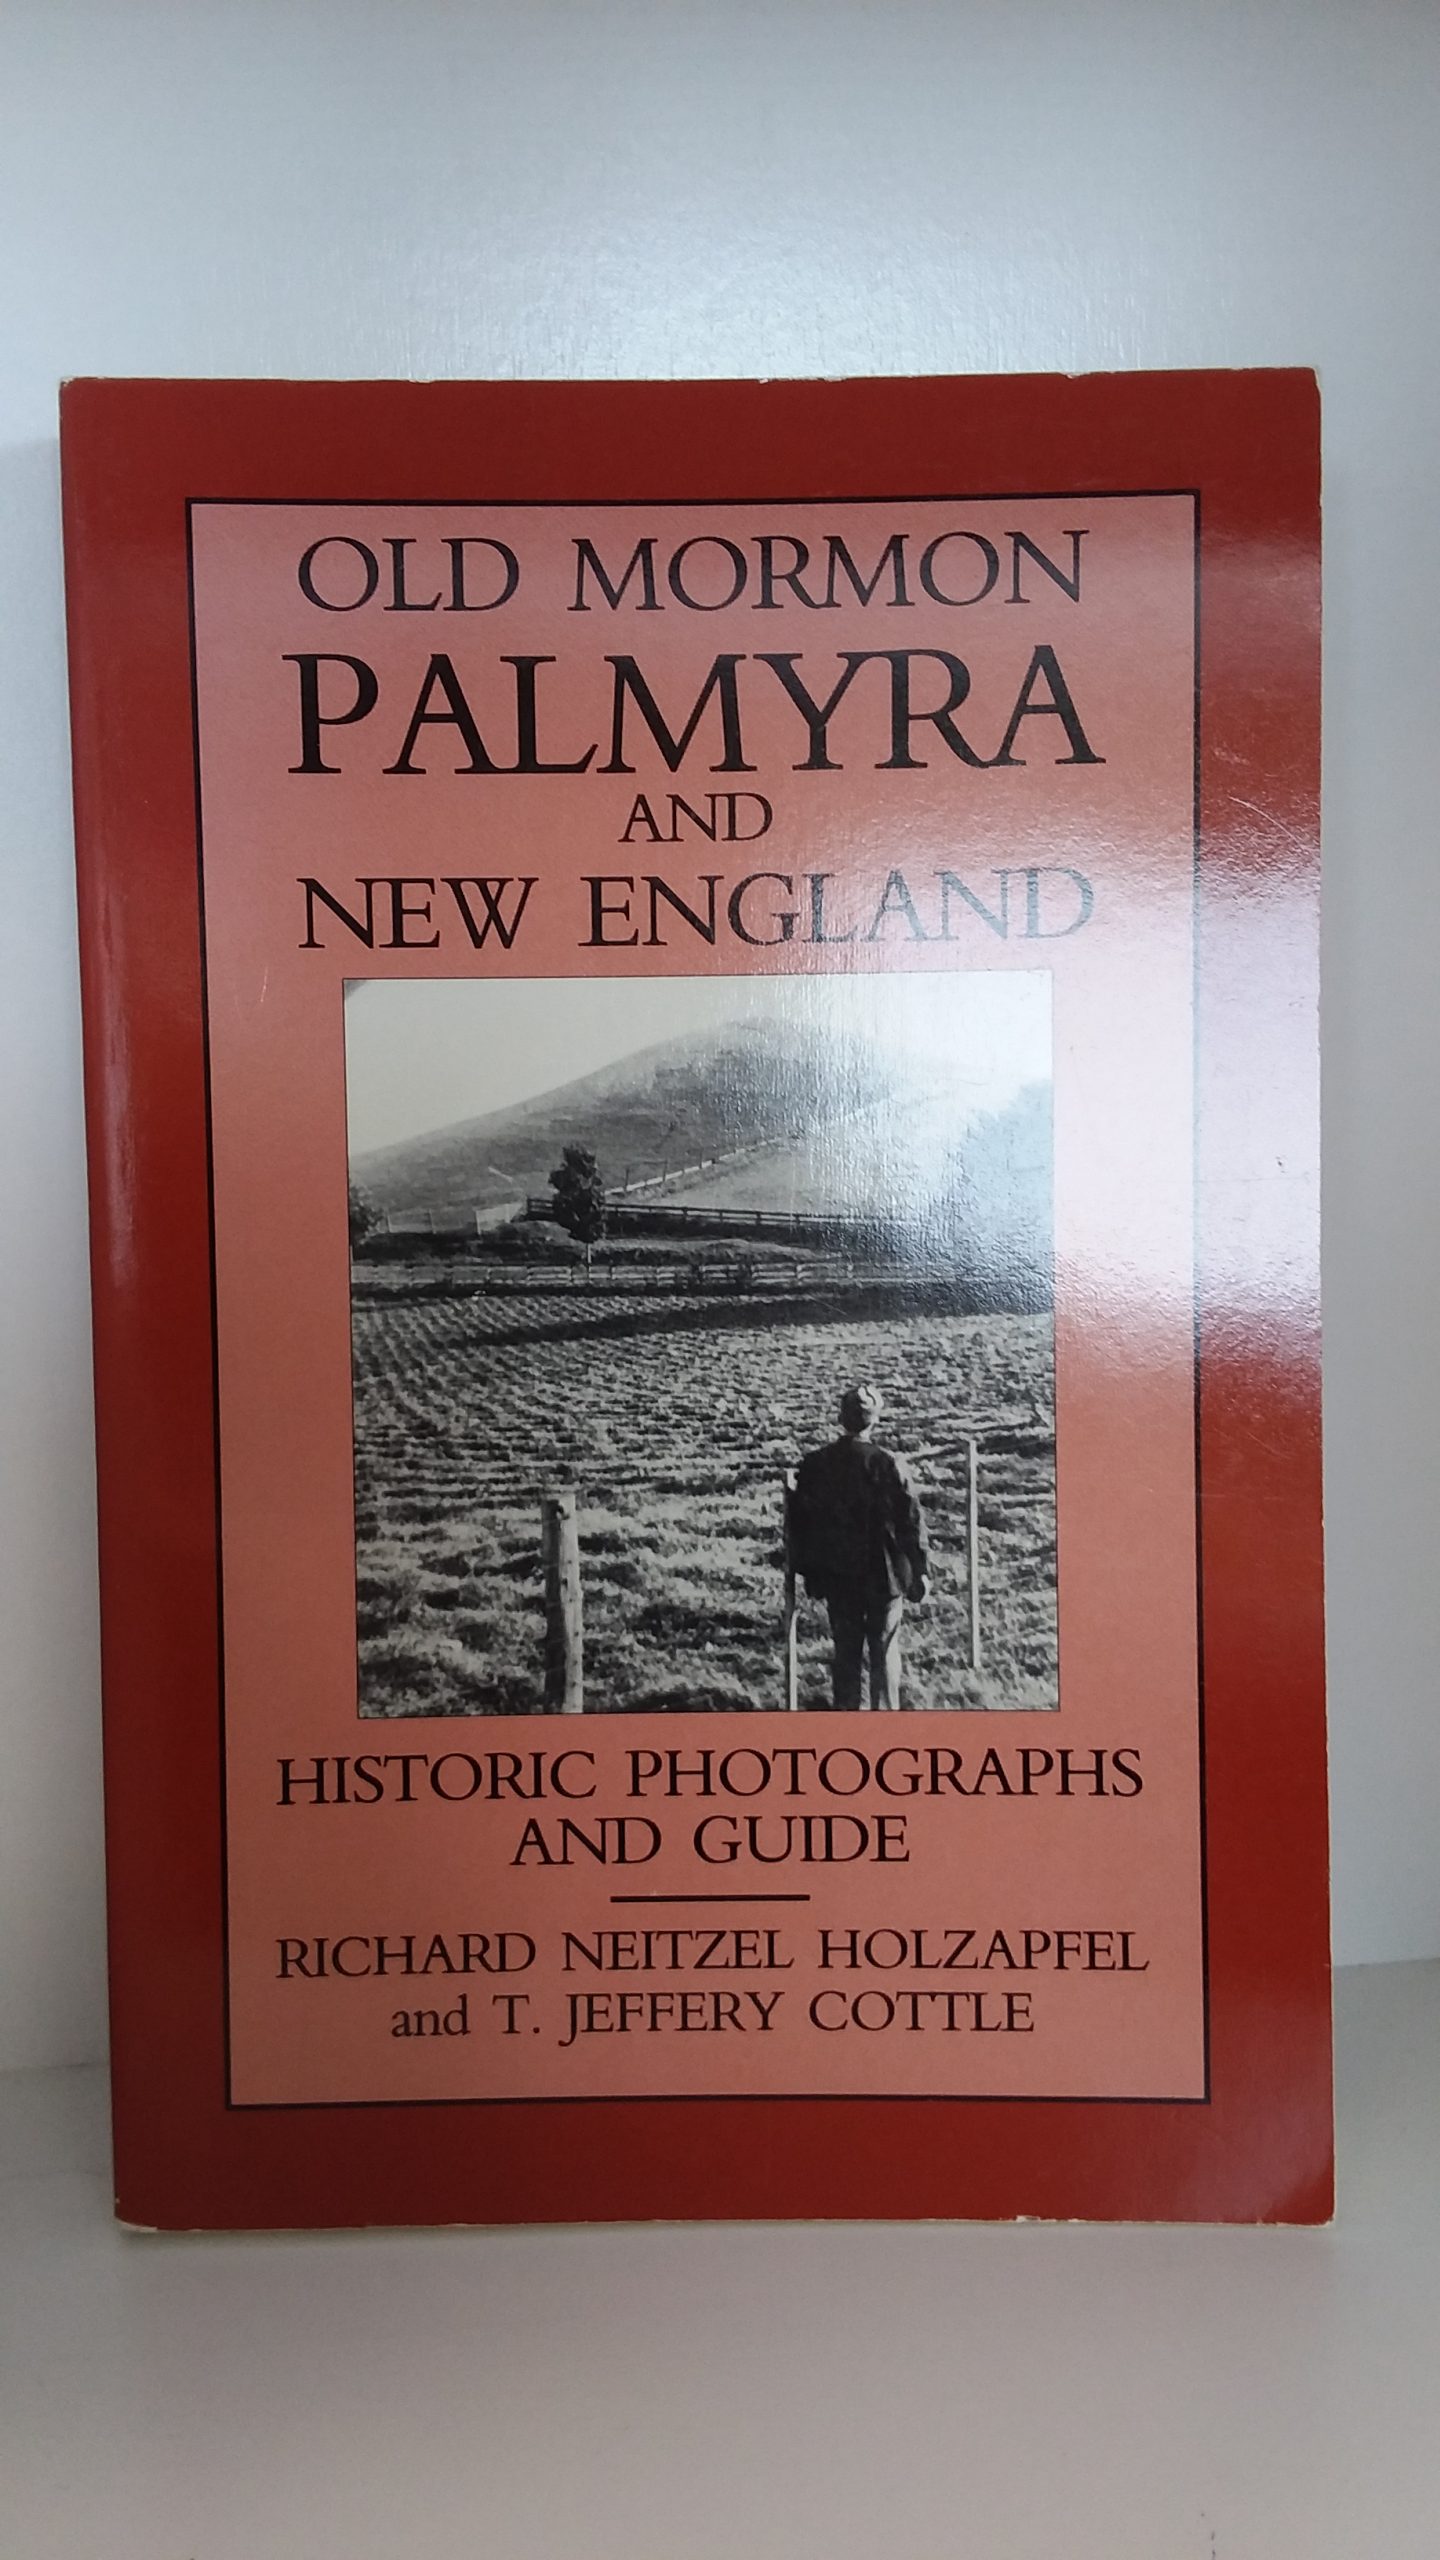 OLD MORMON
PALMYRA
AND
NEW ENGLAND
HISTORIC PHOTOGRAPHS
AND GUIDE
RICHARD NEITZEL HOLZAPFEL
and T. JEFFERY COTTLE